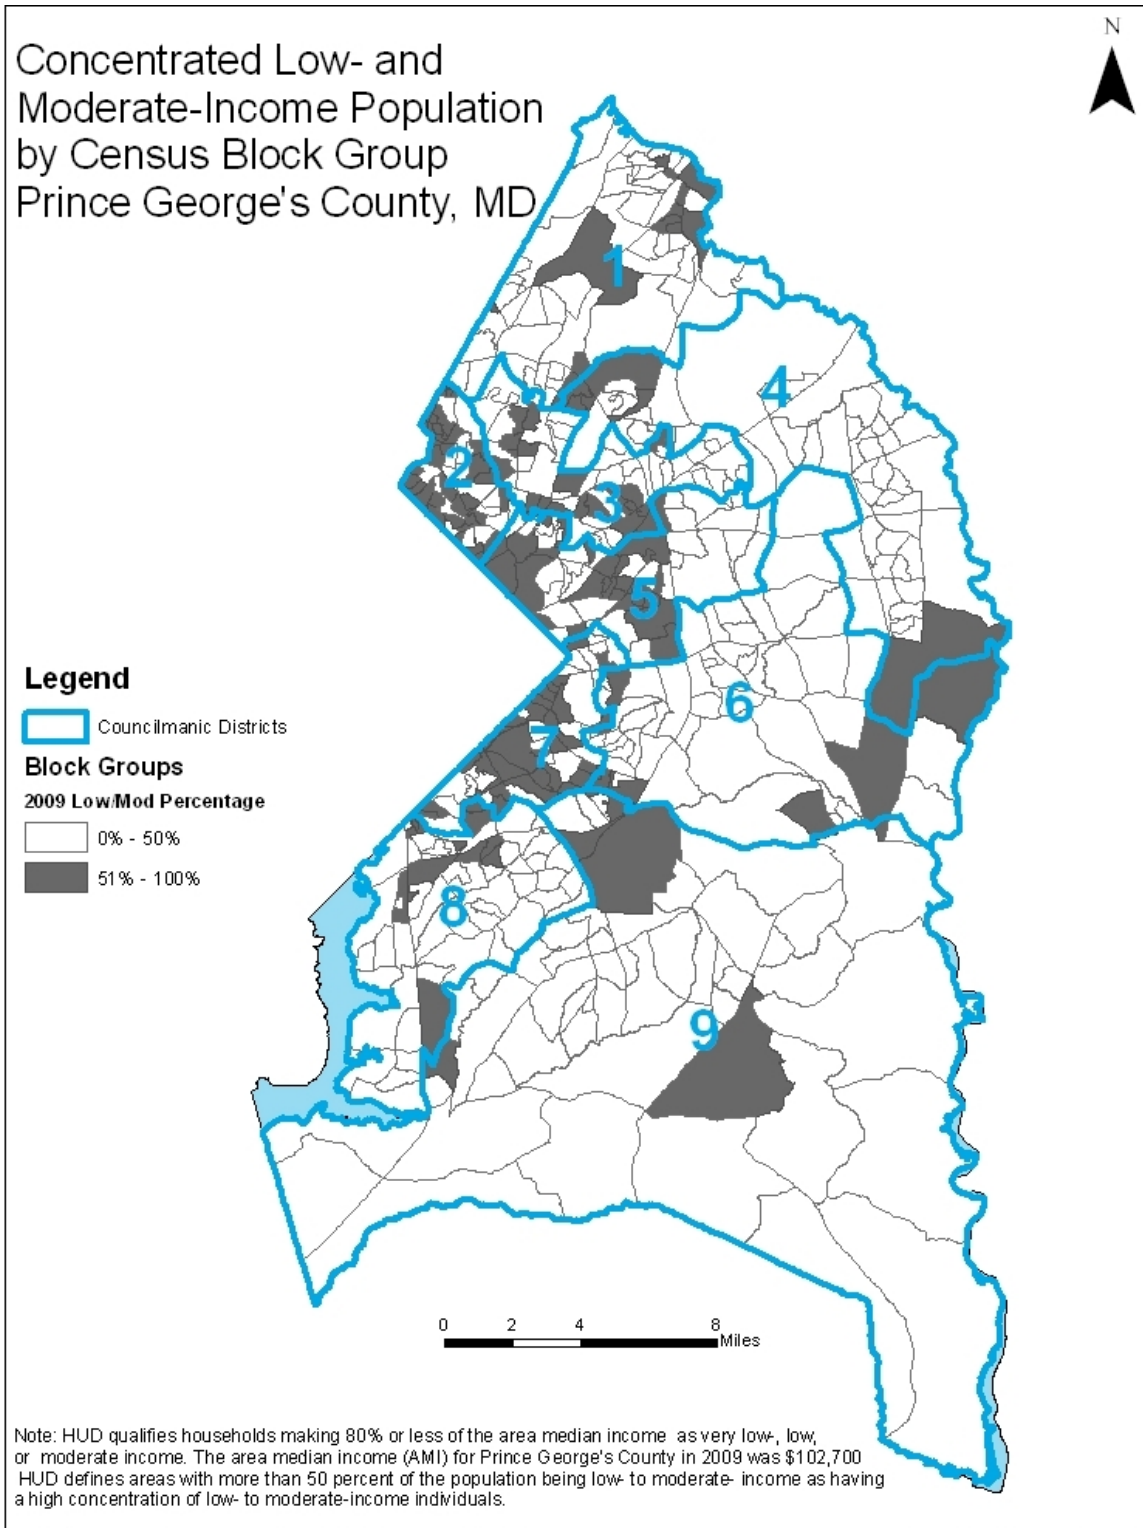 N
Concentrated Low- and
Moderate-Income Population
by Census Block Group
Prince George's County, MD
1
4
2
3
5
6
7
8
9
Legend
Councilmanic Districts
Block Groups
2009 Low/Mod Percentage
0% - 50%
51% - 100%
0 2 4 8
Miles
Note: HUD qualifies households making 80% or less of the area median income as very low-, low,
or moderate income. The area median income (AMI) for Prince George's County in 2009 was $102,700
HUD defines areas with more than 50 percent of the population being low- to moderate- income as having
a high concentration of low- to moderate-income individuals.